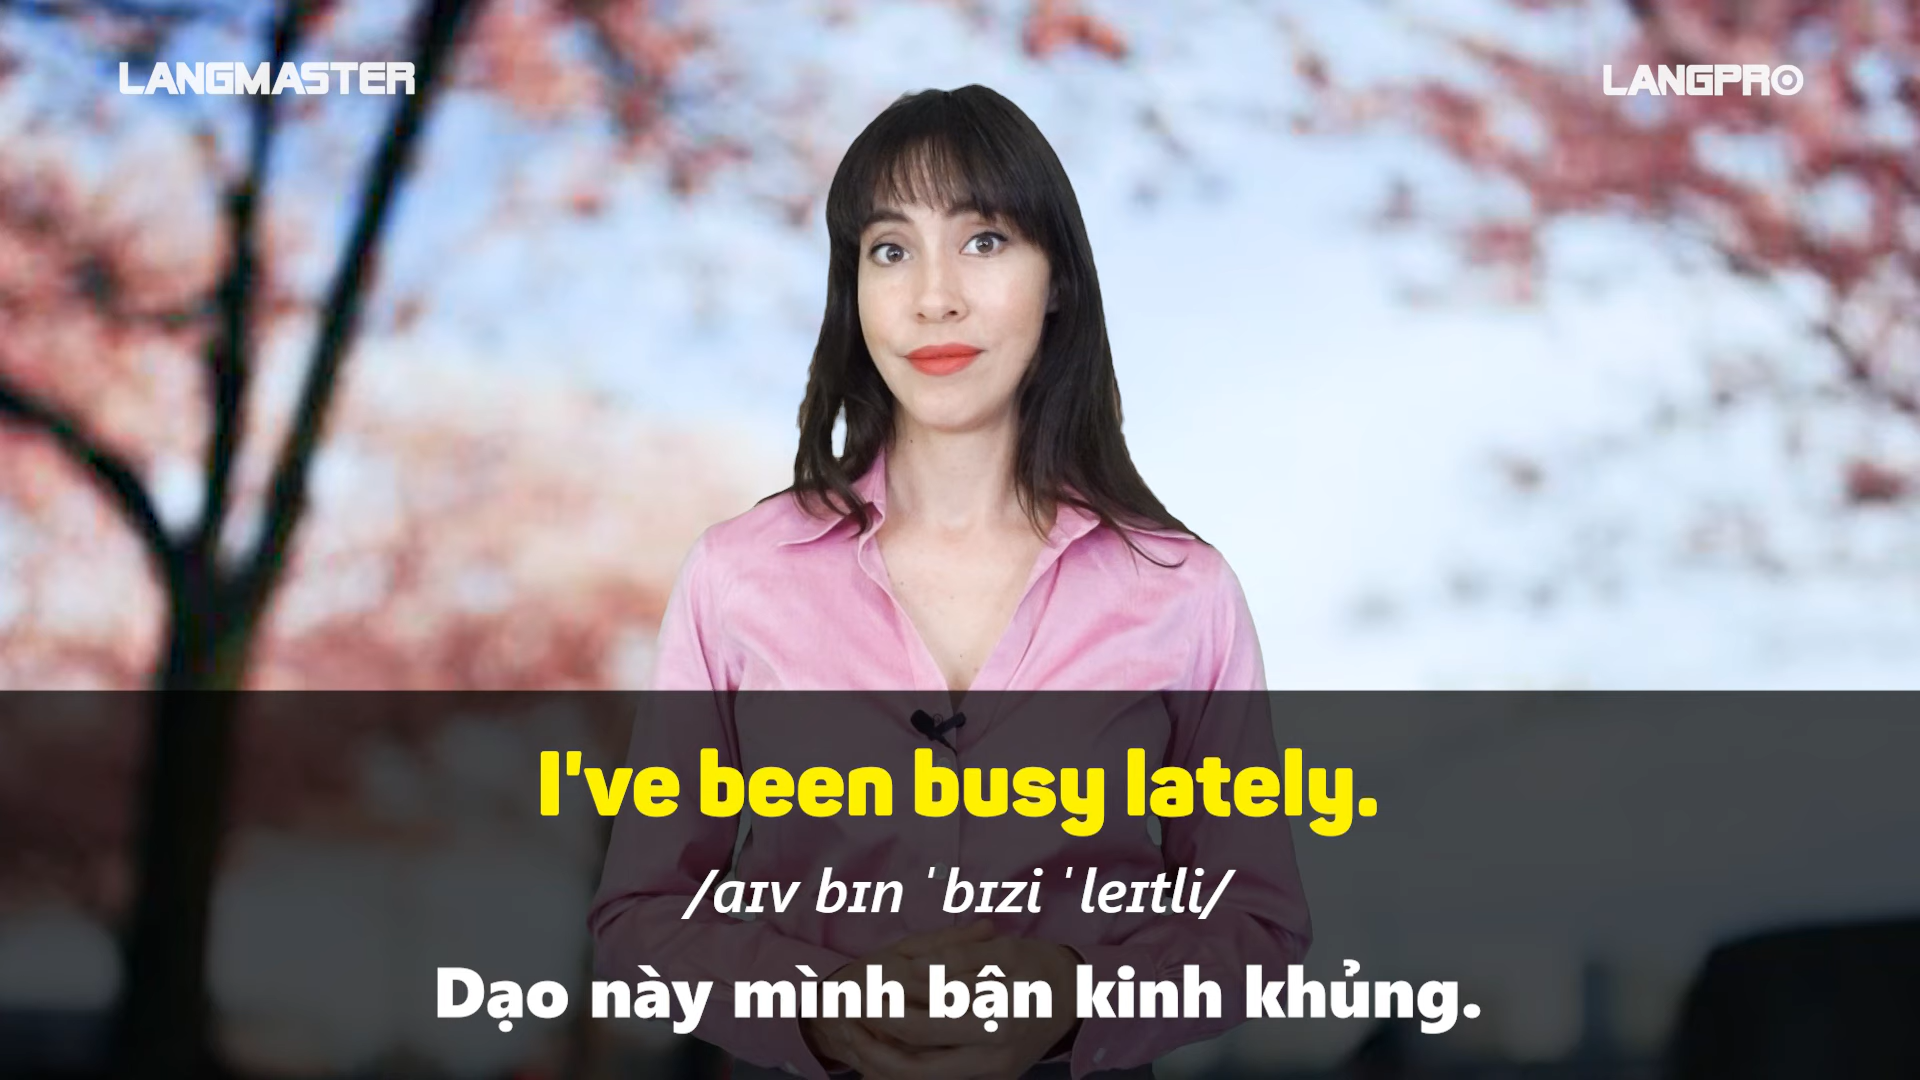 LANGMASTER
LANGPRO
I've been busy lately.
/aɪv bɪn ˈbɪzi ˈleɪtli/
Dạo này mình bận kinh khủng.